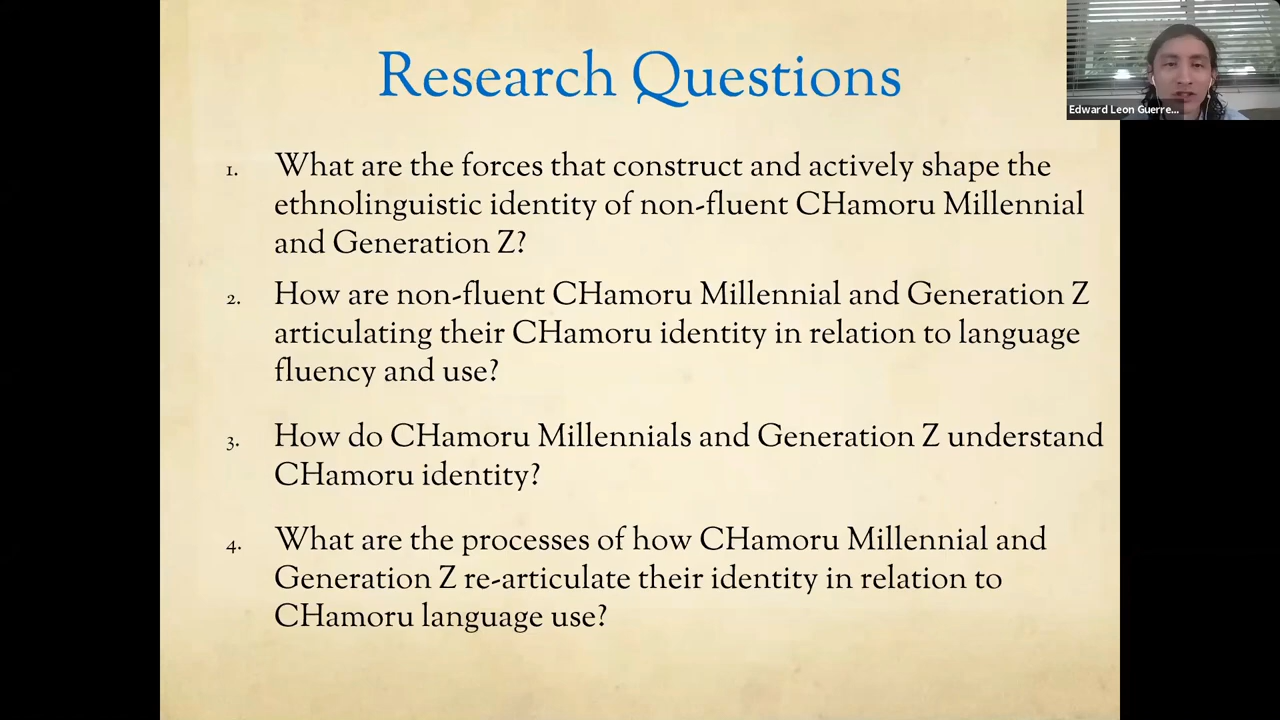 Research Questions
Edward Leon Guerre...
1. What are the forces that construct and actively shape the
ethnolinguistic identity of non-fluent CHamoru Millennial
and Generation Z?
2. How are non-fluent CHamoru Millennial and Generation Z
articulating their CHamoru identity in relation to language
fluency and use?
3. How do CHamoru Millennials and Generation Z understand
CHamoru identity?
4. What are the processes of how CHamoru Millennial and
Generation Z re-articulate their identity in relation to
CHamoru language use?